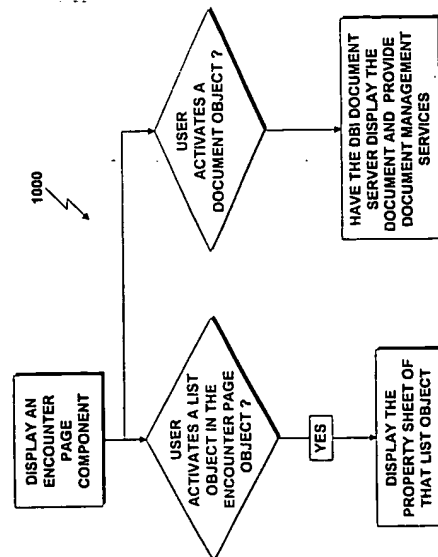 1000
DISPLAY AN
ENCOUNTER
PAGE
COMPONENT
USER
ACTIVATES A LIST
OBJECT IN THE
ENCOUNTER PAGE
OBJECT ?
YES
DISPLAY THE
PROPERTY SHEET OF
THAT LIST OBJECT
USER
ACTIVATES A
DOCUMENT OBJECT ?
HAVE THE DBI DOCUMENT
SERVER DISPLAY THE
DOCUMENT AND PROVIDE
DOCUMENT MANAGEMENT
SERVICES